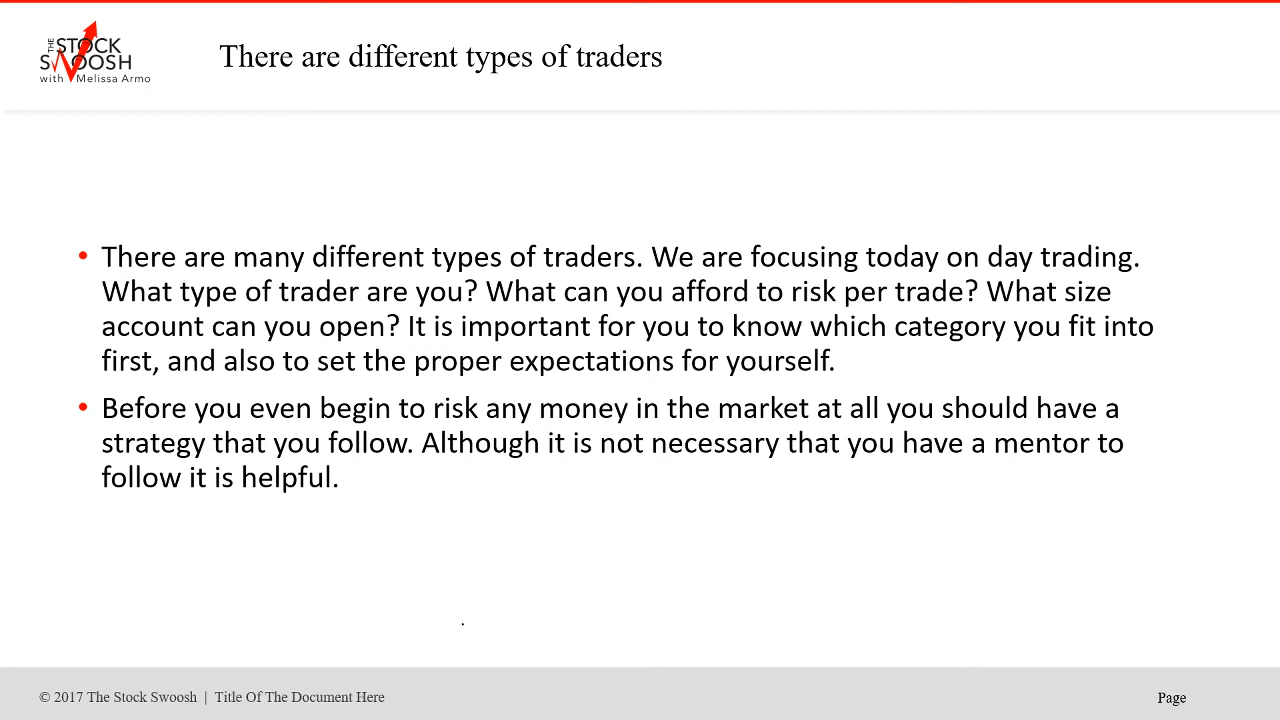 THE
STOCK
SWOOSH
with Melissa Armo
There are different types of traders
• There are many different types of traders. We are focusing today on day trading.
What type of trader are you? What can you afford to risk per trade? What size
account can you open? It is important for you to know which category you fit into
first, and also to set the proper expectations for yourself.
• Before you even begin to risk any money in the market at all you should have a
strategy that you follow. Although it is not necessary that you have a mentor to
follow it is helpful.
.
© 2017 The Stock Swoosh | Title Of The Document Here
Page